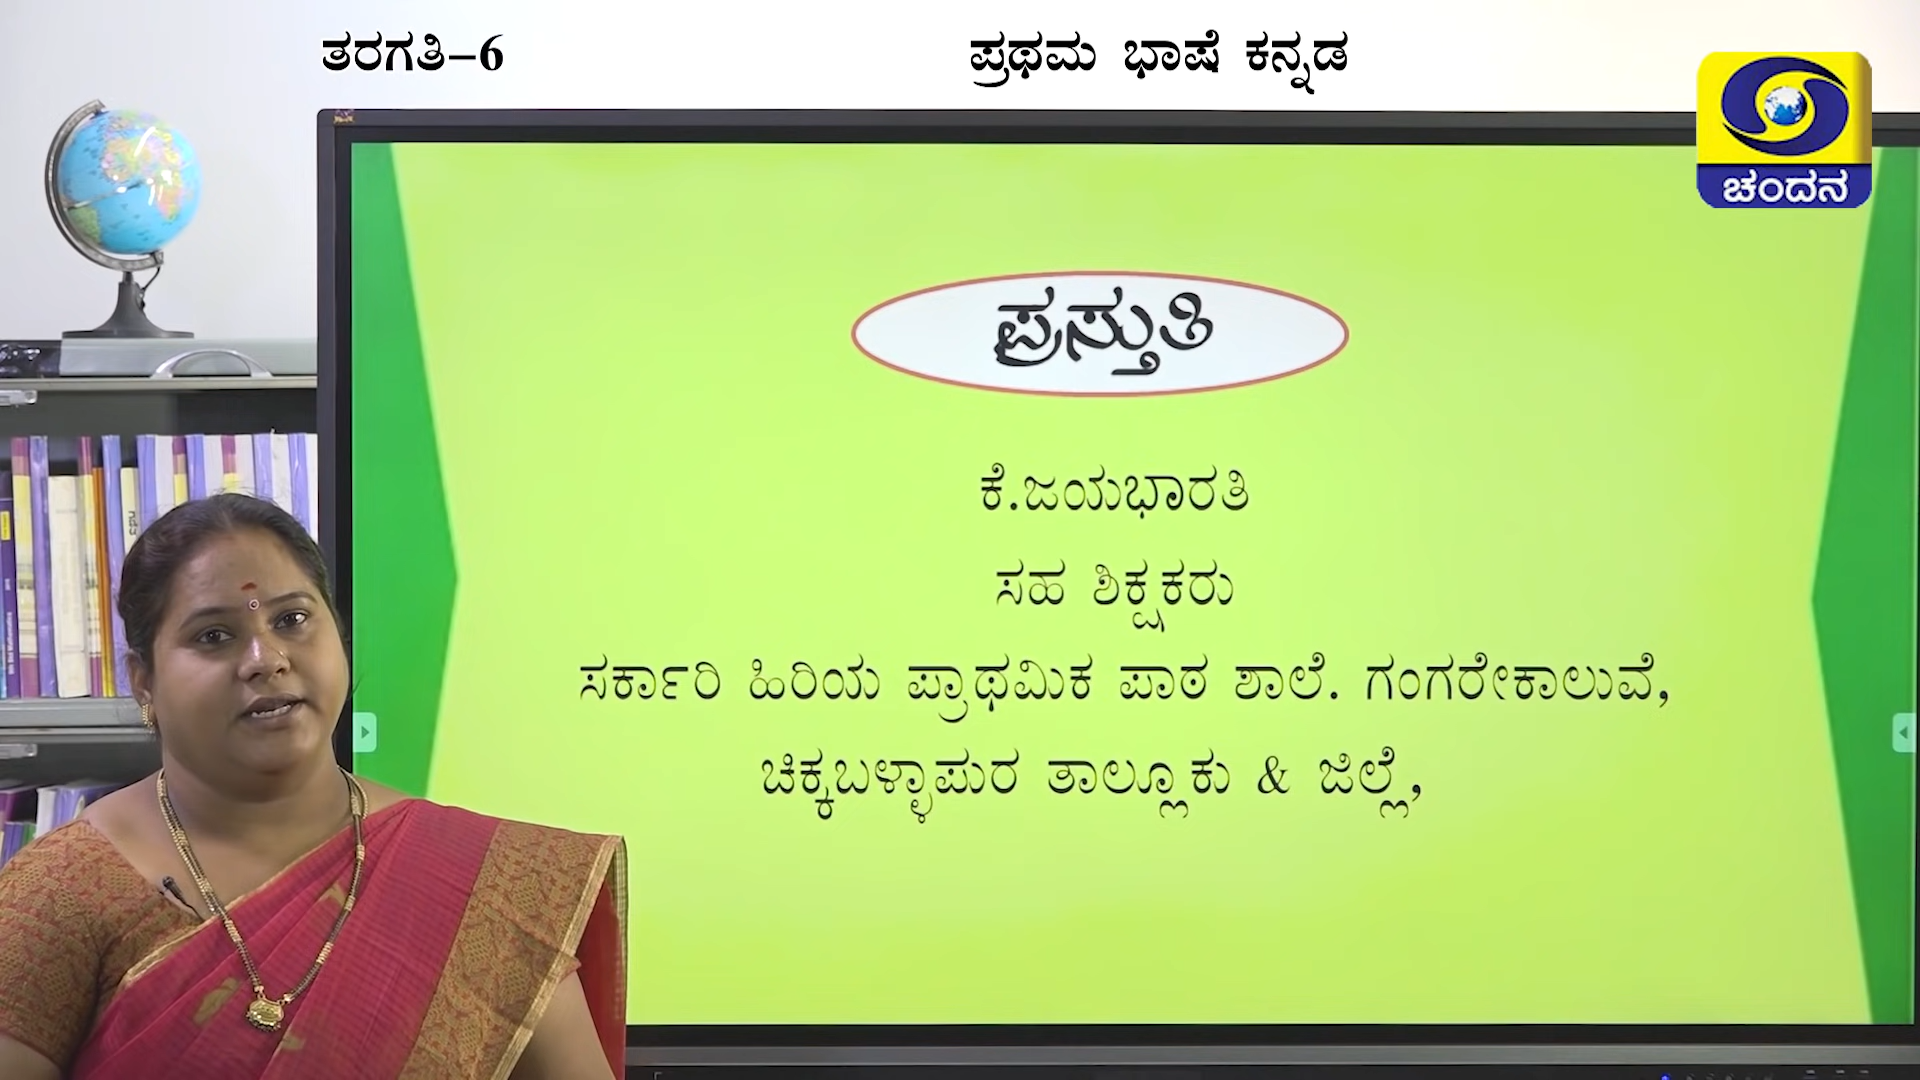 ತರಗತಿ-6
ಪ್ರಥಮ ಭಾಷೆ ಕನ್ನಡ
ಚಂದನ
ಪ್ರಸ್ತುತಿ
ಕೆ.ಜಯಭಾರತಿ
ಸಹ ಶಿಕ್ಷಕರು
ಸರ್ಕಾರಿ ಹಿರಿಯ ಪ್ರಾಥಮಿಕ ಪಾಠ ಶಾಲೆ. ಗಂಗರೇಕಾಲುವೆ,
ಚಿಕ್ಕಬಳ್ಳಾಪುರ ತಾಲ್ಲೂಕು & ಜಿಲ್ಲೆ,